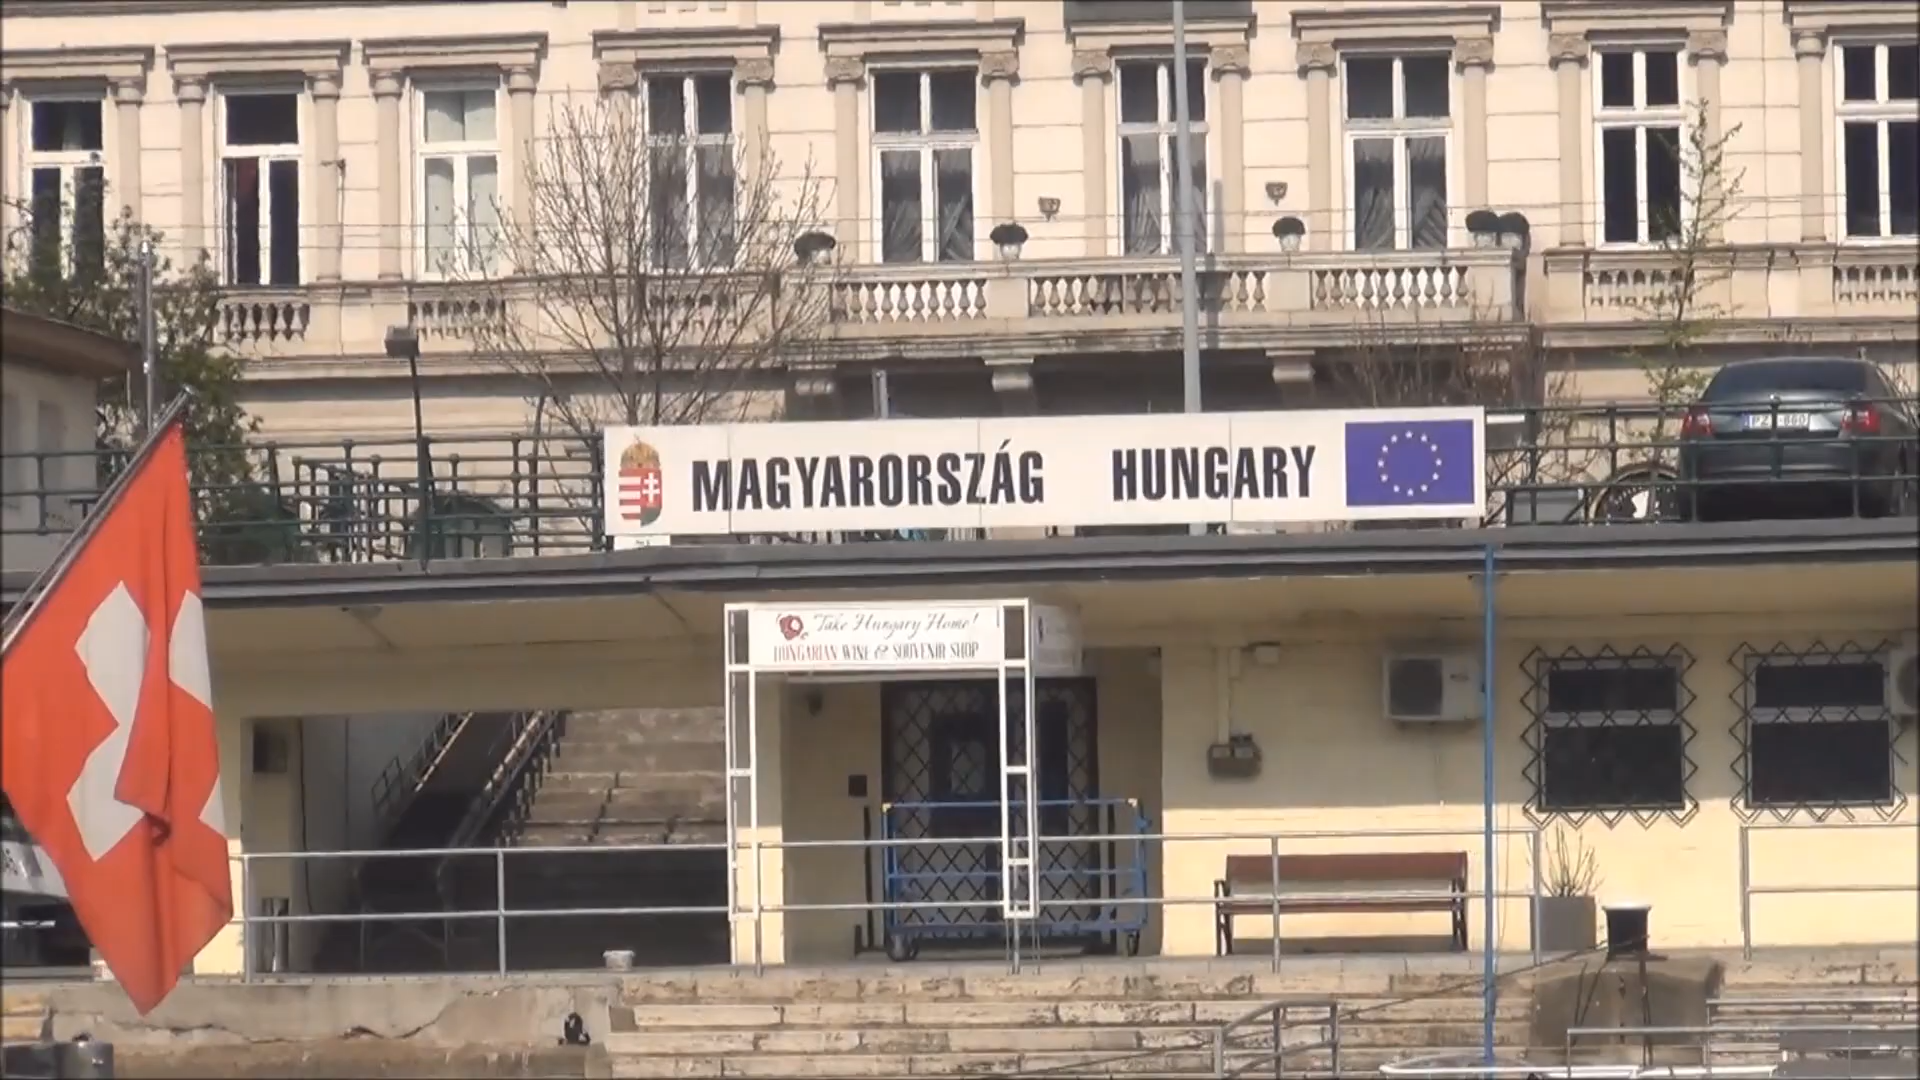 MAGYARORSZÁG HUNGARY
Take Hungary Home!
HUNGARIAN WINE & SOUVENIR SHOP